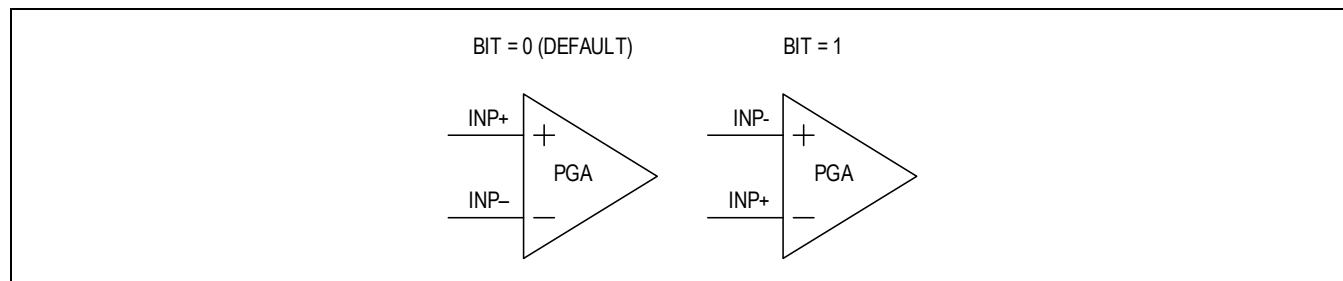 BIT = 0 (DEFAULT) BIT = 1
INP+ + INP- +
PGA PGA
INP– – INP+ –